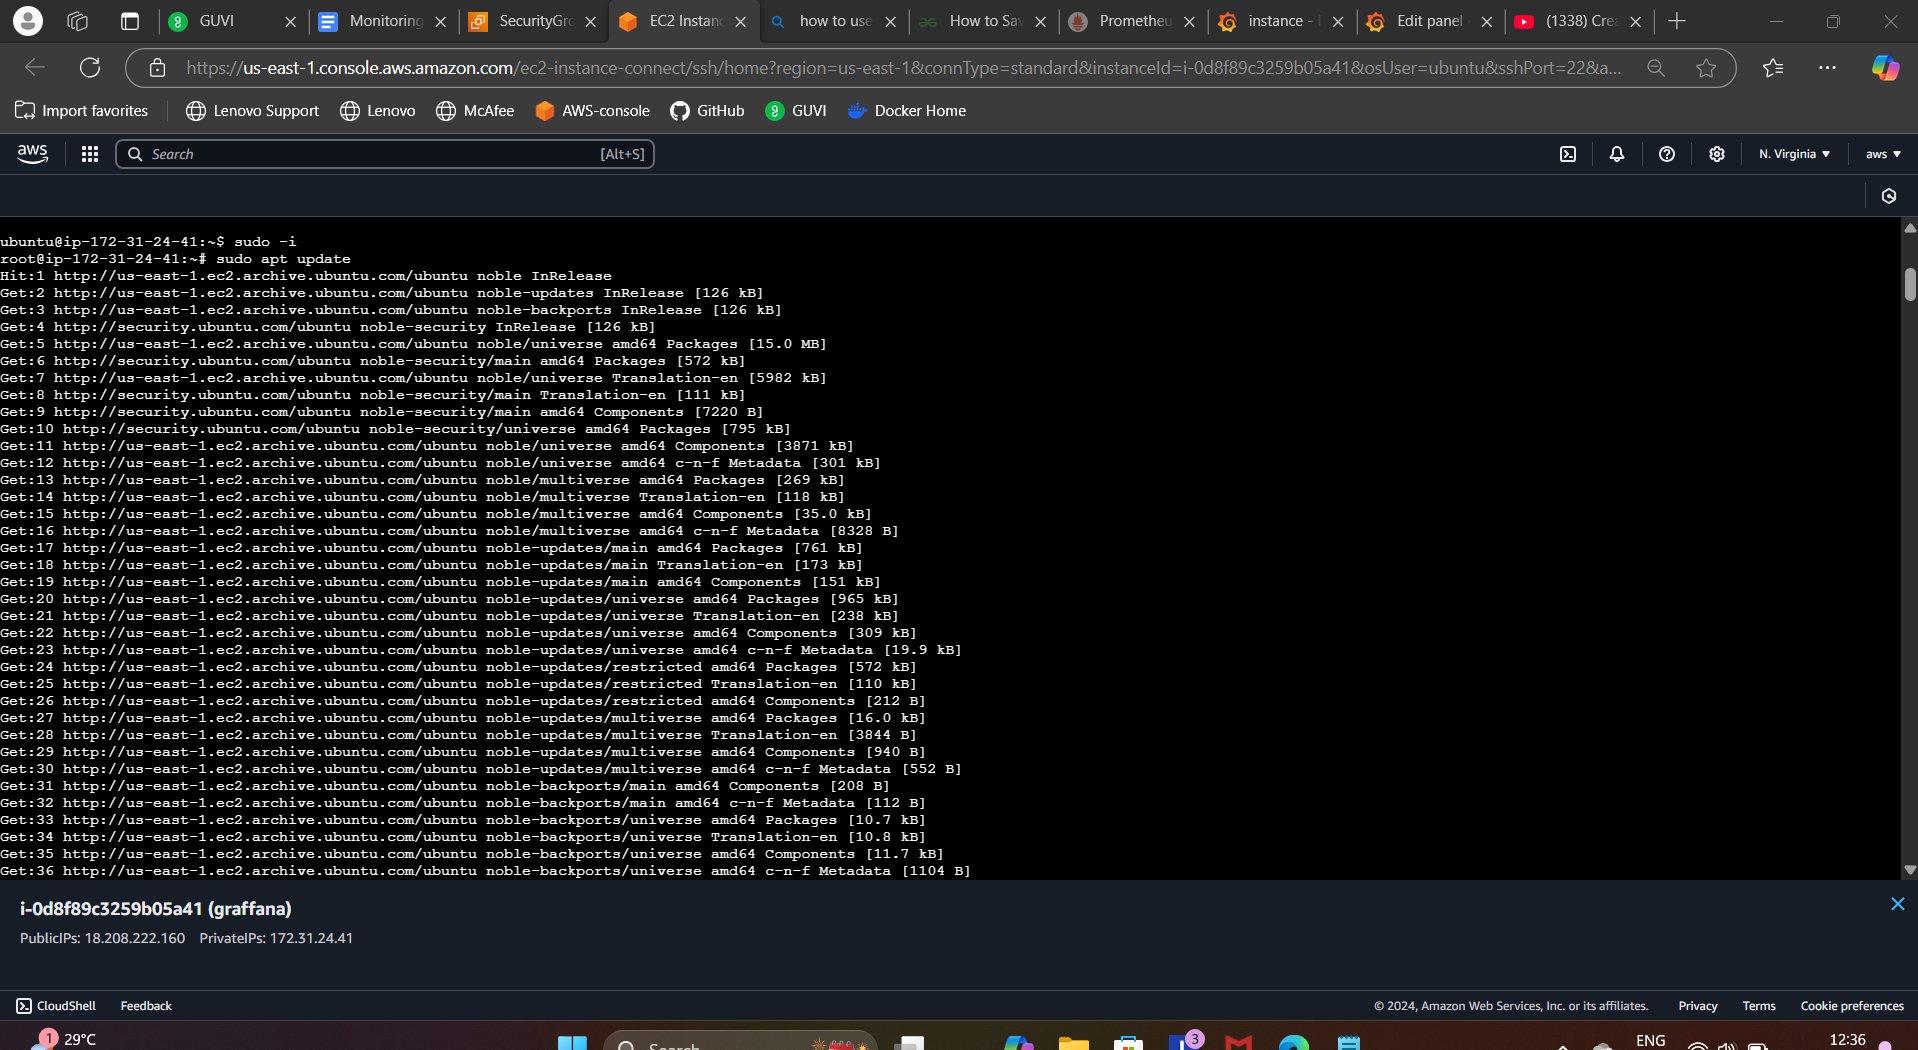 GUVI
Monitoring
SecurityGro
EC2 Instanc
how to use
How to Sav
Prometheu
instance -
Edit panel
(1338) Crea
https://us-east-1.console.aws.amazon.com/ec2-instance-connect/ssh/home?region=us-east-1&connType=standard&instanceId=i-0d8f89c3259b05a41&osUser=ubuntu&sshPort=22&a...
Import favorites
Lenovo Support
Lenovo
McAfee
AWS-console
GitHub
GUVI
Docker Home
aws
Search
[Alt+S]
N. Virginia
aws
ubuntu@ip-172-31-24-41:~$ sudo -i
root@ip-172-31-24-41:~# sudo apt update
Hit:1 http://us-east-1.ec2.archive.ubuntu.com/ubuntu noble InRelease
Get:2 http://us-east-1.ec2.archive.ubuntu.com/ubuntu noble-updates InRelease [126 kB]
Get:3 http://us-east-1.ec2.archive.ubuntu.com/ubuntu noble-backports InRelease [126 kB]
Get:4 http://security.ubuntu.com/ubuntu noble-security InRelease [126 kB]
Get:5 http://us-east-1.ec2.archive.ubuntu.com/ubuntu noble/universe amd64 Packages [15.0 MB]
Get:6 http://security.ubuntu.com/ubuntu noble-security/main amd64 Packages [572 kB]
Get:7 http://us-east-1.ec2.archive.ubuntu.com/ubuntu noble/universe Translation-en [5982 kB]
Get:8 http://security.ubuntu.com/ubuntu noble-security/main Translation-en [111 kB]
Get:9 http://security.ubuntu.com/ubuntu noble-security/main amd64 Components [7220 B]
Get:10 http://security.ubuntu.com/ubuntu noble-security/universe amd64 Packages [795 kB]
Get:11 http://us-east-1.ec2.archive.ubuntu.com/ubuntu noble/universe amd64 Components [3871 kB]
Get:12 http://us-east-1.ec2.archive.ubuntu.com/ubuntu noble/universe amd64 c-n-f Metadata [301 kB]
Get:13 http://us-east-1.ec2.archive.ubuntu.com/ubuntu noble/multiverse amd64 Packages [269 kB]
Get:14 http://us-east-1.ec2.archive.ubuntu.com/ubuntu noble/multiverse Translation-en [118 kB]
Get:15 http://us-east-1.ec2.archive.ubuntu.com/ubuntu noble/multiverse amd64 Components [35.0 kB]
Get:16 http://us-east-1.ec2.archive.ubuntu.com/ubuntu noble/multiverse amd64 c-n-f Metadata [8328 B]
Get:17 http://us-east-1.ec2.archive.ubuntu.com/ubuntu noble-updates/main amd64 Packages [761 kB]
Get:18 http://us-east-1.ec2.archive.ubuntu.com/ubuntu noble-updates/main Translation-en [173 kB]
Get:19 http://us-east-1.ec2.archive.ubuntu.com/ubuntu noble-updates/main amd64 Components [151 kB]
Get:20 http://us-east-1.ec2.archive.ubuntu.com/ubuntu noble-updates/universe amd64 Packages [965 kB]
Get:21 http://us-east-1.ec2.archive.ubuntu.com/ubuntu noble-updates/universe Translation-en [238 kB]
Get:22 http://us-east-1.ec2.archive.ubuntu.com/ubuntu noble-updates/universe amd64 Components [309 kB]
Get:23 http://us-east-1.ec2.archive.ubuntu.com/ubuntu noble-updates/universe amd64 c-n-f Metadata [19.9 kB]
Get:24 http://us-east-1.ec2.archive.ubuntu.com/ubuntu noble-updates/restricted amd64 Packages [572 kB]
Get:25 http://us-east-1.ec2.archive.ubuntu.com/ubuntu noble-updates/restricted Translation-en [110 kB]
Get:26 http://us-east-1.ec2.archive.ubuntu.com/ubuntu noble-updates/restricted amd64 Components [212 B]
Get:27 http://us-east-1.ec2.archive.ubuntu.com/ubuntu noble-updates/multiverse amd64 Packages [16.0 kB]
Get:28 http://us-east-1.ec2.archive.ubuntu.com/ubuntu noble-updates/multiverse Translation-en [3844 B]
Get:29 http://us-east-1.ec2.archive.ubuntu.com/ubuntu noble-updates/multiverse amd64 Components [940 B]
Get:30 http://us-east-1.ec2.archive.ubuntu.com/ubuntu noble-updates/multiverse amd64 c-n-f Metadata [552 B]
Get:31 http://us-east-1.ec2.archive.ubuntu.com/ubuntu noble-backports/main amd64 Components [208 B]
Get:32 http://us-east-1.ec2.archive.ubuntu.com/ubuntu noble-backports/main amd64 c-n-f Metadata [112 B]
Get:33 http://us-east-1.ec2.archive.ubuntu.com/ubuntu noble-backports/universe amd64 Packages [10.7 kB]
Get:34 http://us-east-1.ec2.archive.ubuntu.com/ubuntu noble-backports/universe Translation-en [10.8 kB]
Get:35 http://us-east-1.ec2.archive.ubuntu.com/ubuntu noble-backports/universe amd64 Components [11.7 kB]
Get:36 http://us-east-1.ec2.archive.ubuntu.com/ubuntu noble-backports/universe amd64 c-n-f Metadata [1104 B]
i-0d8f89c3259b05a41 (graffana)
PublicIPs: 18.208.222.160 PrivateIPs: 172.31.24.41
CloudShell
Feedback
© 2024, Amazon Web Services, Inc. or its affiliates.
Privacy
Terms
Cookie preferences
1
29°C
Search
3
ENG
12:36